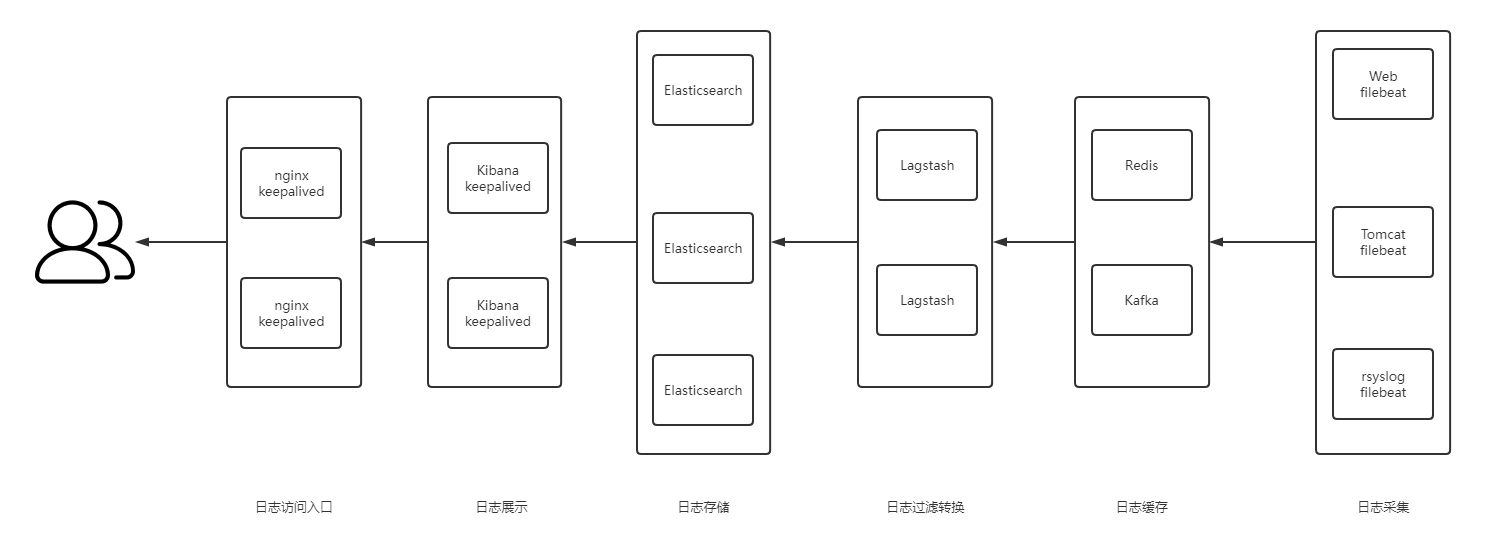 nginx
keepalived
nginx
keepalived
日志访问入口
Kibana
keepalived
Kibana
keepalived
日志展示
Elasticsearch
Elasticsearch
Elasticsearch
日志存储
Lagstash
Lagstash
日志过滤转换
Redis
Kafka
日志缓存
Web
filebeat
Tomcat
filebeat
rsyslog
filebeat
日志采集